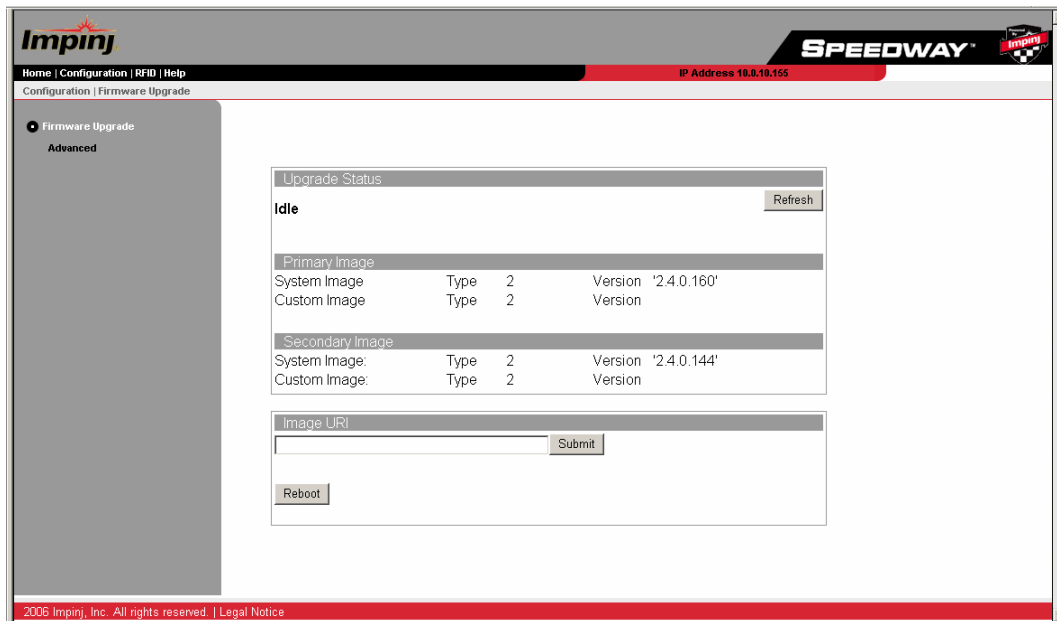 Impinj
SPEEDWAY™
Powered By Impinj
Home | Configuration | RFID | Help
IP Address 10.0.10.155
Configuration | Firmware Upgrade
Firmware Upgrade
Advanced
Upgrade Status
Idle
Refresh
Primary Image
System Image Type 2 Version '2.4.0.160'
Custom Image Type 2 Version
Secondary Image
System Image: Type 2 Version '2.4.0.144'
Custom Image: Type 2 Version
Image URI
Submit
Reboot
2006 Impinj, Inc. All rights reserved. | Legal Notice